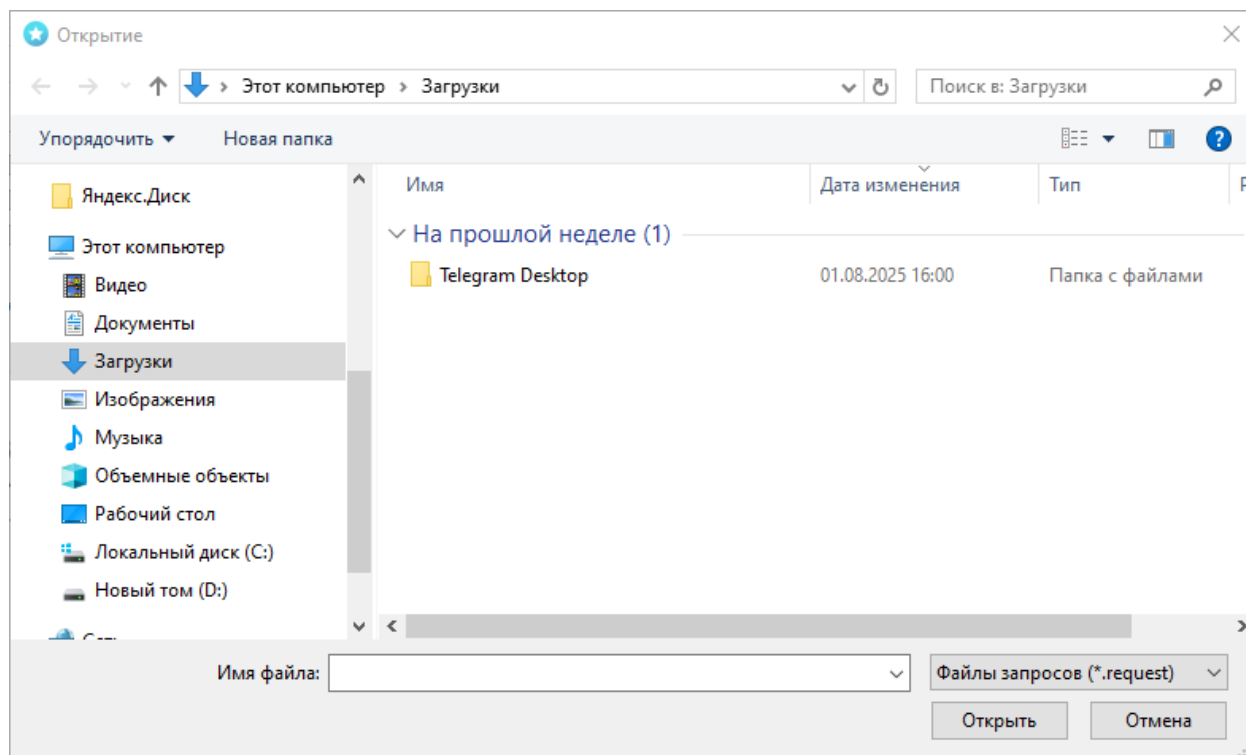 Открытие
Этот компьютер > Загрузки
Поиск в: Загрузки
Упорядочить
Новая папка
Яндекс.Диск
Этот компьютер
Видео
Документы
Загрузки
Изображения
Музыка
Объемные объекты
Рабочий стол
Локальный диск (C:)
Новый том (D:)
Имя
Дата изменения
Тип
На прошлой неделе (1)
Telegram Desktop
01.08.2025 16:00
Папка с файлами
Имя файла:
Файлы запросов (*.request)
Открыть
Отмена